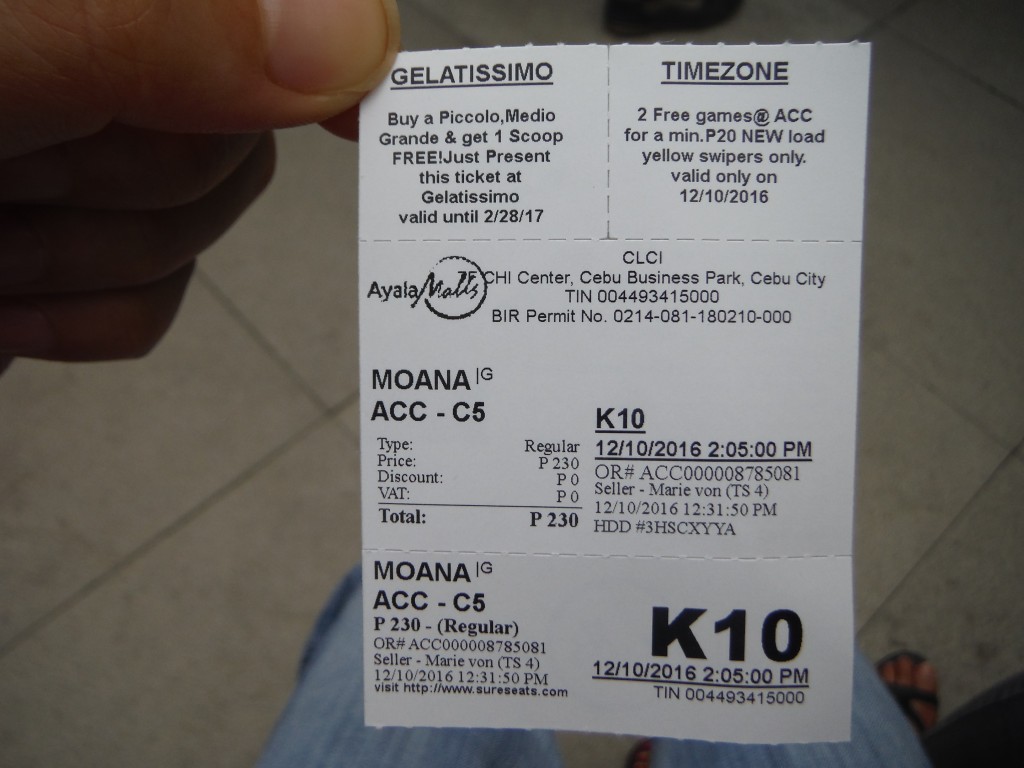 GELATISSIMO
Buy a Piccolo,Medio
Grande & get 1 Scoop
FREE!Just Present
this ticket at
Gelatissimo
valid until 2/28/17
TIMEZONE
2 Free games@ ACC
for a min.P20 NEW load
yellow swipers only.
valid only on
12/10/2016
CLCI
Ayala Malls
CHI Center, Cebu Business Park, Cebu City
TIN 004493415000
BIR Permit No. 0214-081-180210-000
MOANA |G
ACC - C5
Type: Regular
Price: P 230
Discount: P 0
VAT: P 0
Total: P 230
K10
12/10/2016 2:05:00 PM
OR# ACC000008785081
Seller - Marie von (TS 4)
12/10/2016 12:31:50 PM
HDD #3HSCXYYA
MOANA |G
ACC - C5
P 230 - (Regular)
OR# ACC000008785081
Seller - Marie von (TS 4)
12/10/2016 12:31:50 PM
visit http://www.sureseats.com
K10
12/10/2016 2:05:00 PM
TIN 004493415000